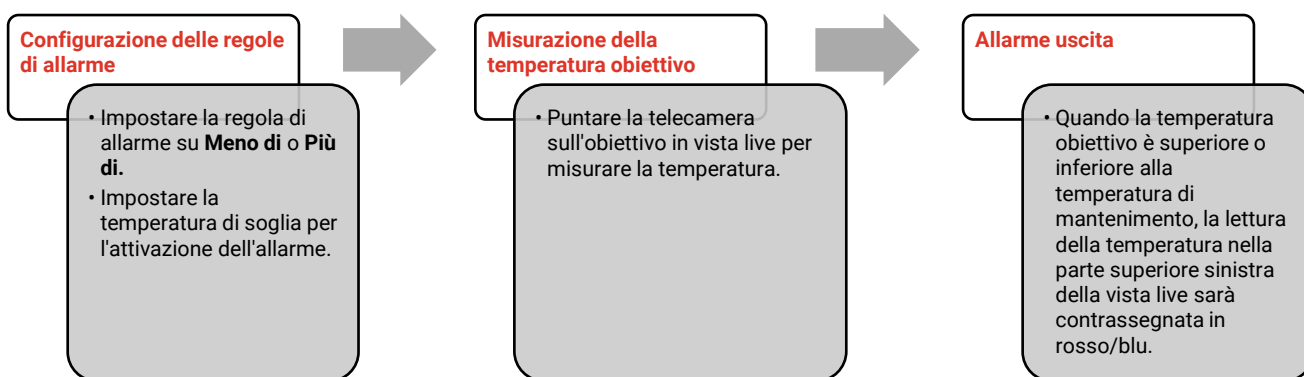 Configurazione delle regole
di allarme
• Impostare la regola di
allarme su Meno di o Più
di.
• Impostare la
temperatura di soglia per
l'attivazione dell'allarme.
Misurazione della
temperatura obiettivo
• Puntare la telecamera
sull'obiettivo in vista live per
misurare la temperatura.
Allarme uscita
• Quando la temperatura
obiettivo è superiore o
inferiore alla
temperatura di
mantenimento, la lettura
della temperatura nella
parte superiore sinistra
della vista live sarà
contrassegnata in
rosso/blu.